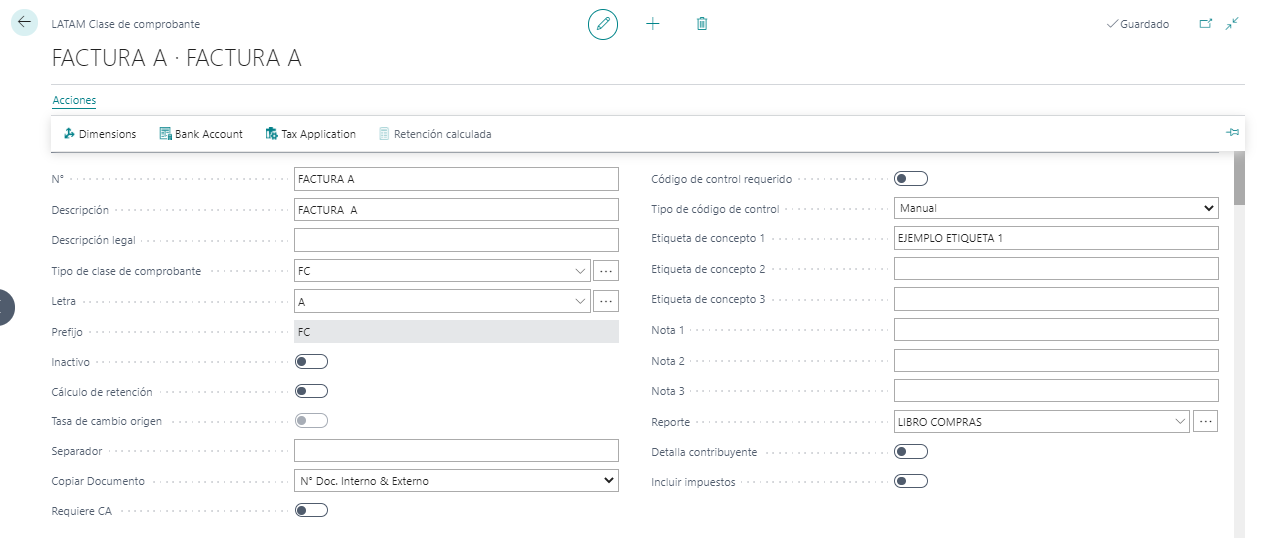 LATAM Clase de comprobante
Guardado
FACTURA A · FACTURA A
Acciones
Dimensions
Bank Account
Tax Application
Retención calculada
N°
FACTURA A
Descripción
FACTURA  A
Descripción legal
Tipo de clase de comprobante
FC
Letra
A
Prefijo
FC
Inactivo
Cálculo de retención
Tasa de cambio origen
Separador
Copiar Documento
N° Doc. Interno & Externo
Requiere CA
Código de control requerido
Tipo de código de control
Manual
Etiqueta de concepto 1
EJEMPLO ETIQUETA 1
Etiqueta de concepto 2
Etiqueta de concepto 3
Nota 1
Nota 2
Nota 3
Reporte
LIBRO COMPRAS
Detalla contribuyente
Incluir impuestos